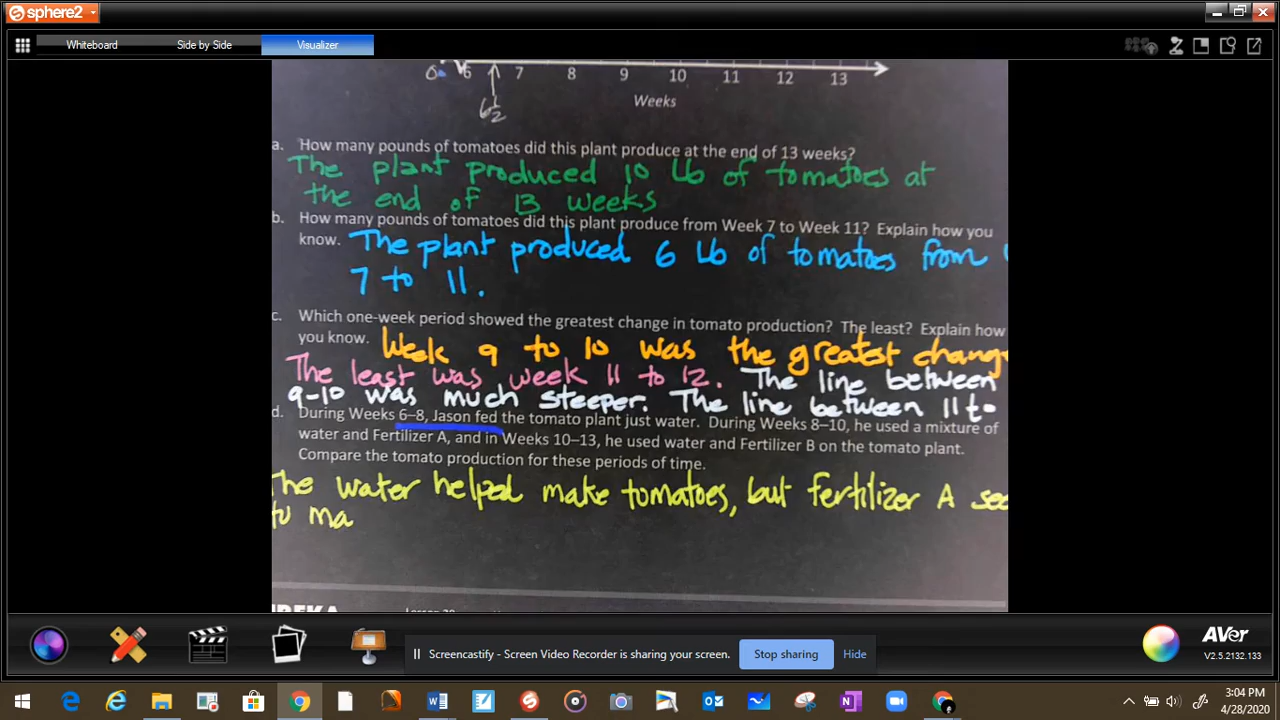 sphere2
Whiteboard Side by Side Visualizer
6 7 8 9 10 11 12 13
6 1/2
Weeks
a. How many pounds of tomatoes did this plant produce at the end of 13 weeks?
The plant produced 10 lb of tomatoes at
the end of 13 weeks
b. How many pounds of tomatoes did this plant produce from Week 7 to Week 11? Explain how you
know. The plant produced 6 lb of tomatoes from
7 to 11.
c. Which one-week period showed the greatest change in tomato production? The least? Explain how
you know. Week 9 to 10 was the greatest chang
The least was week 11 to 12. The line between
9-10 was much steeper. The line between 11 to
d. During Weeks 6–8, Jason fed the tomato plant just water. During Weeks 8–10, he used a mixture of
water and Fertilizer A, and in Weeks 10–13, he used water and Fertilizer B on the tomato plant.
Compare the tomato production for these periods of time.
The water helped make tomatoes, but fertilizer A see
to ma
Screencastify - Screen Video Recorder is sharing your screen. Stop sharing Hide
AVer
V2.5.2132.133
3:04 PM
4/28/2020